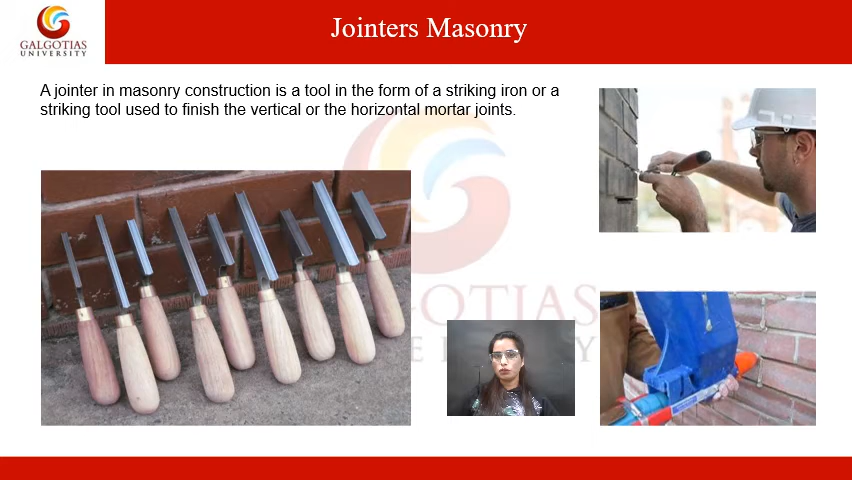 Jointers Masonry
GALGOTIAS
UNIVERSITY
A jointer in masonry construction is a tool in the form of a striking iron or a
striking tool used to finish the vertical or the horizontal mortar joints.